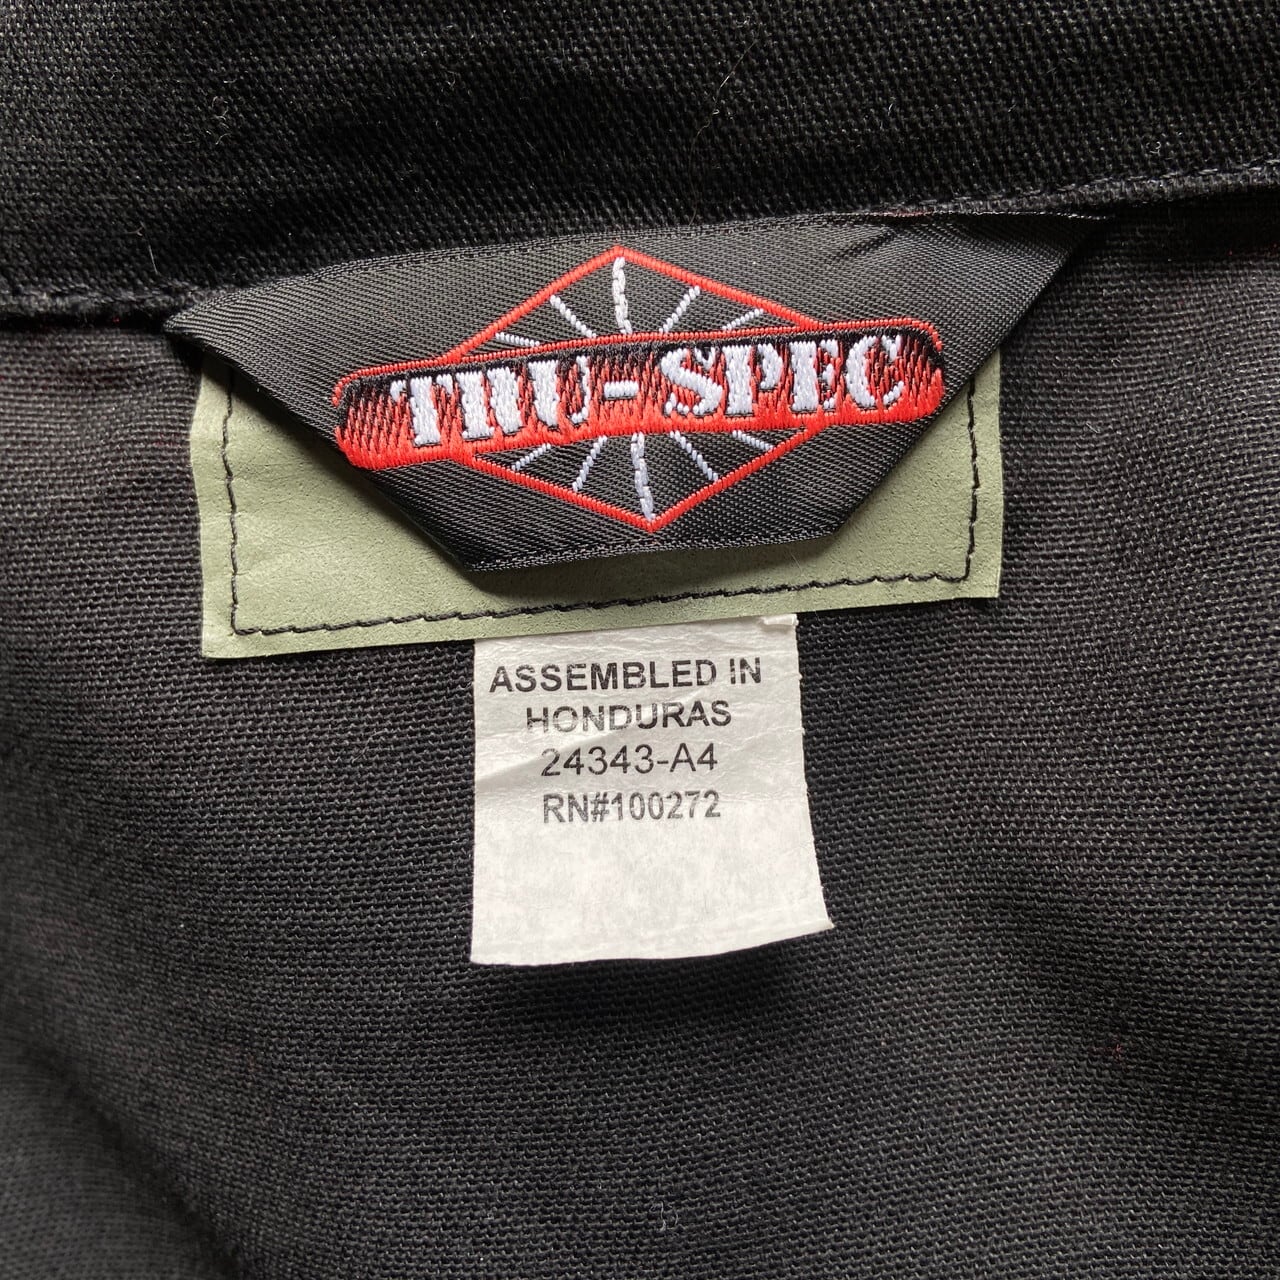 TRU-SPEC
ASSEMBLED IN
HONDURAS
24343-A4
RN#100272